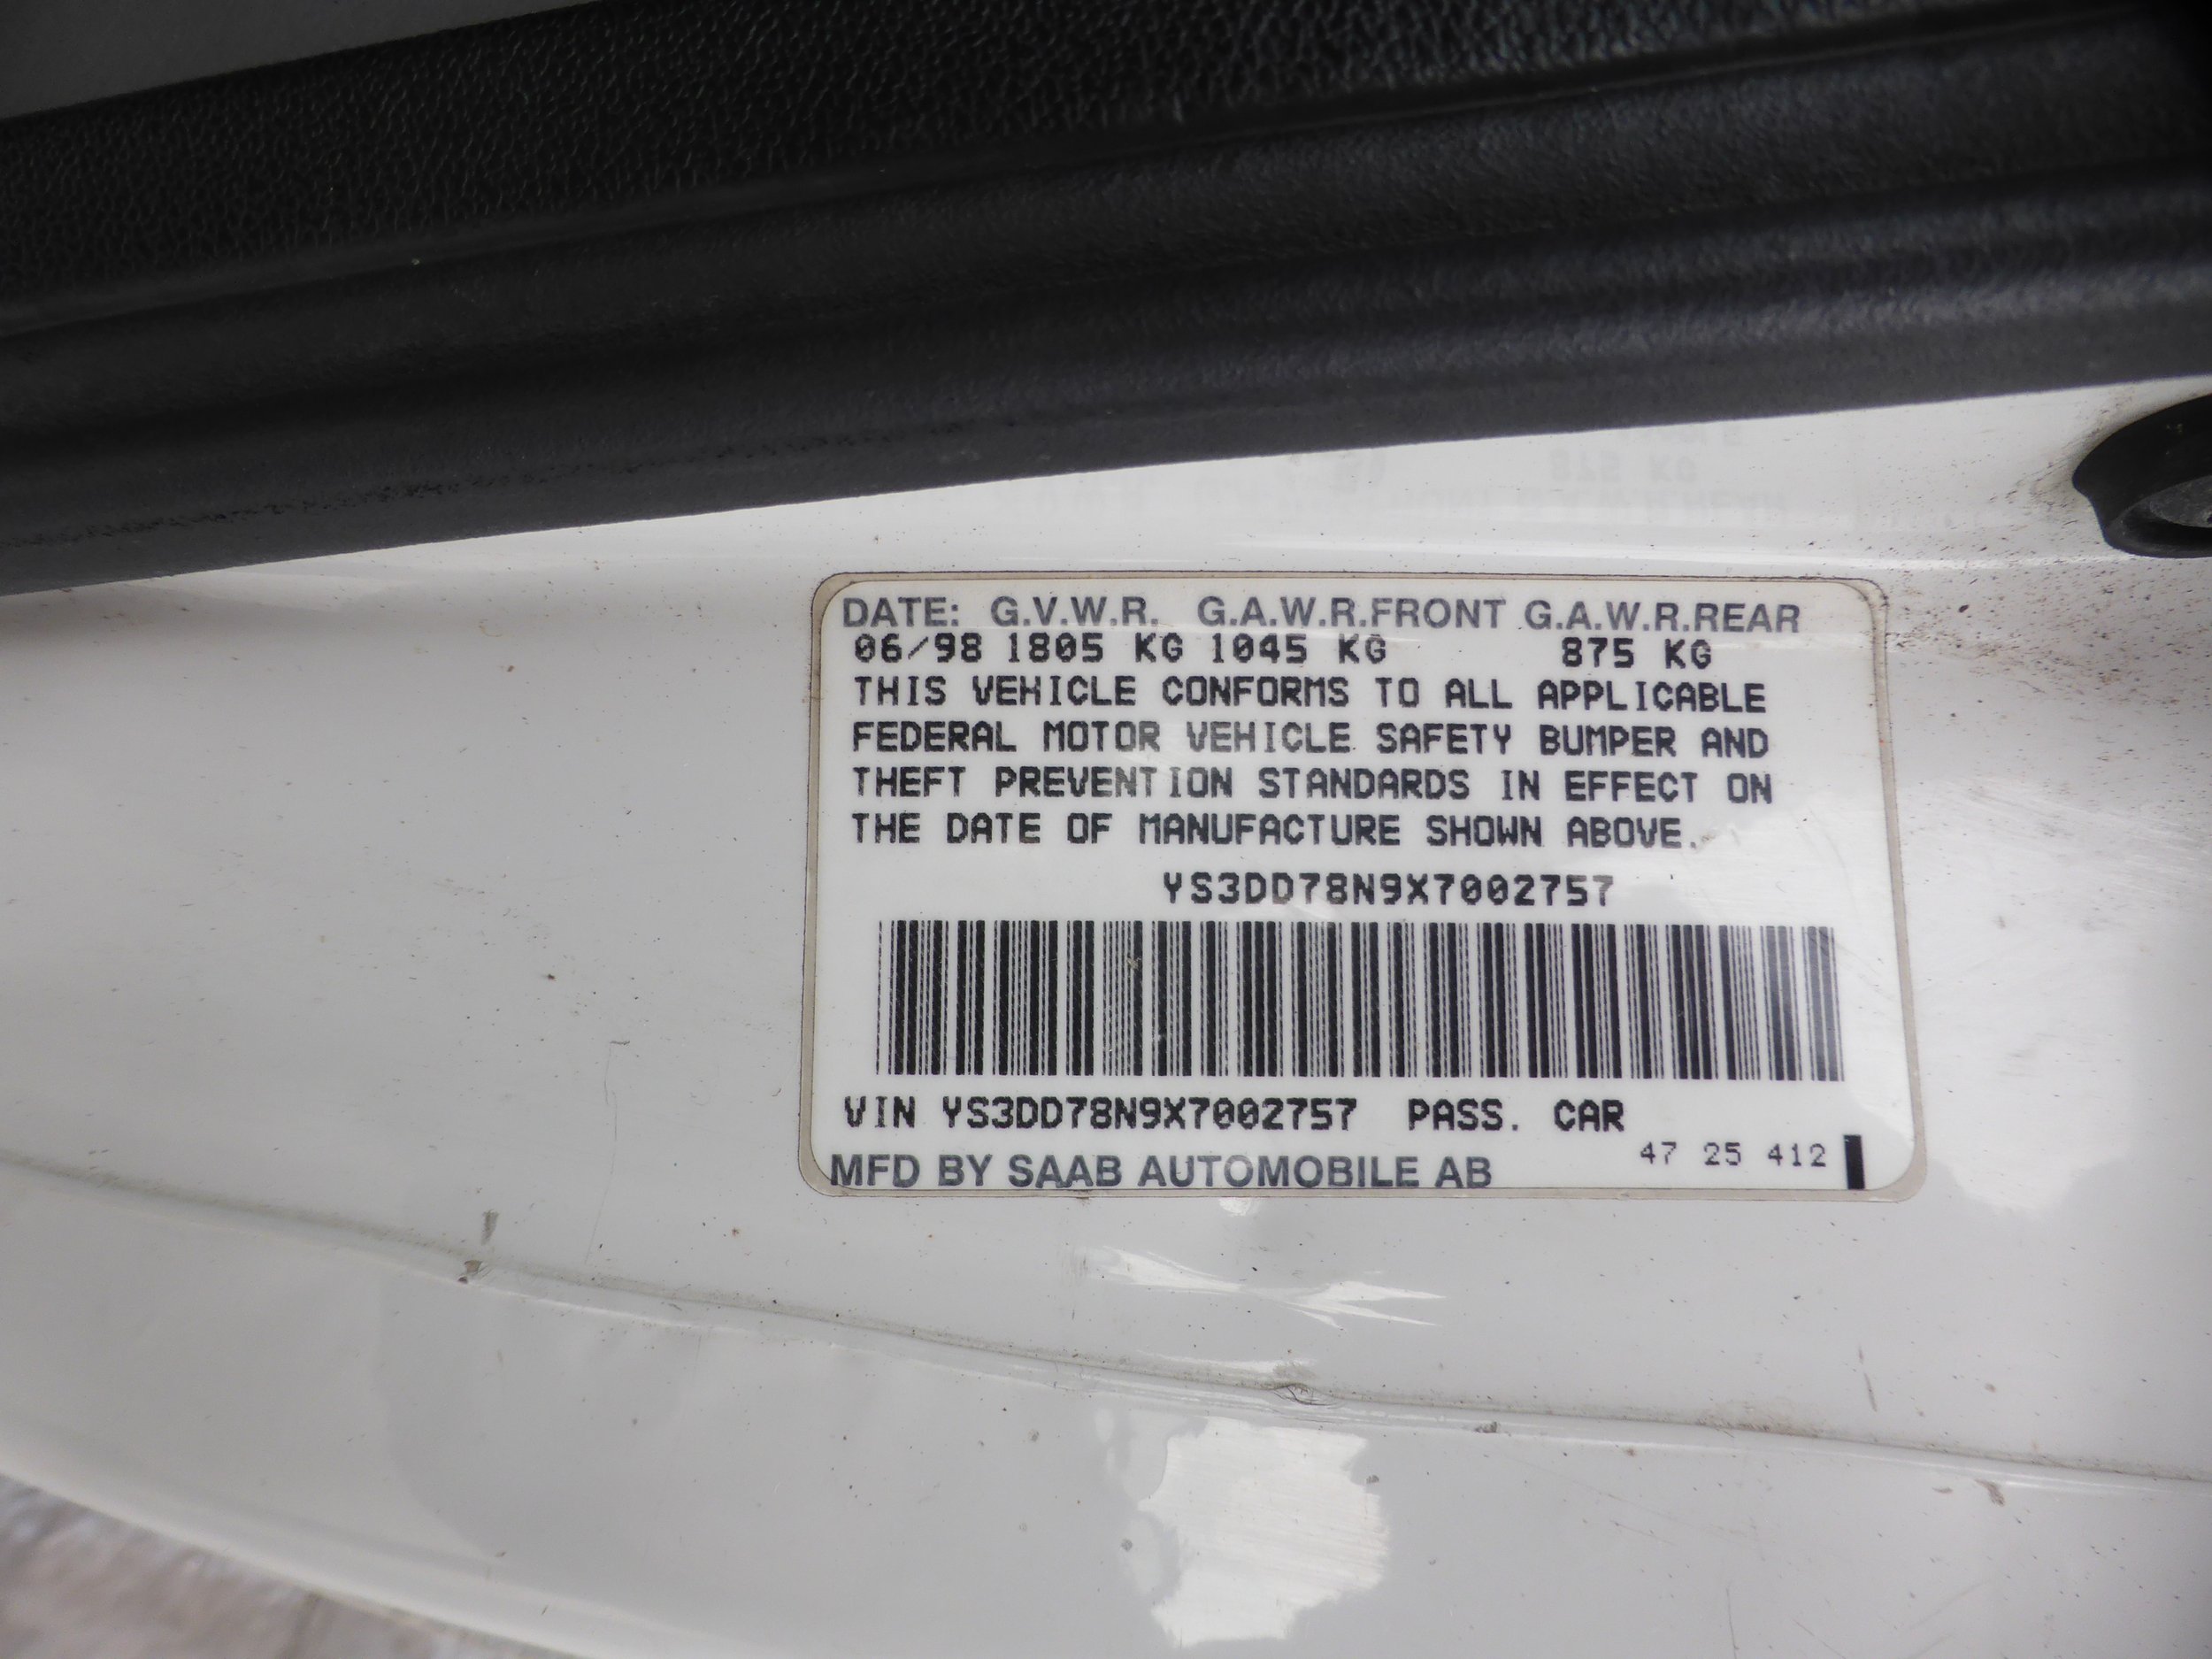 DATE: G.V.W.R. G.A.W.R.FRONT G.A.W.R.REAR
06/98 1805 KG 1045 KG 875 KG
THIS VEHICLE CONFORMS TO ALL APPLICABLE
FEDERAL MOTOR VEHICLE SAFETY BUMPER AND
THEFT PREVENTION STANDARDS IN EFFECT ON
THE DATE OF MANUFACTURE SHOWN ABOVE.
YS3DD78N9X7002757
VIN YS3DD78N9X7002757 PASS. CAR
47 25 412
MFD BY SAAB AUTOMOBILE AB